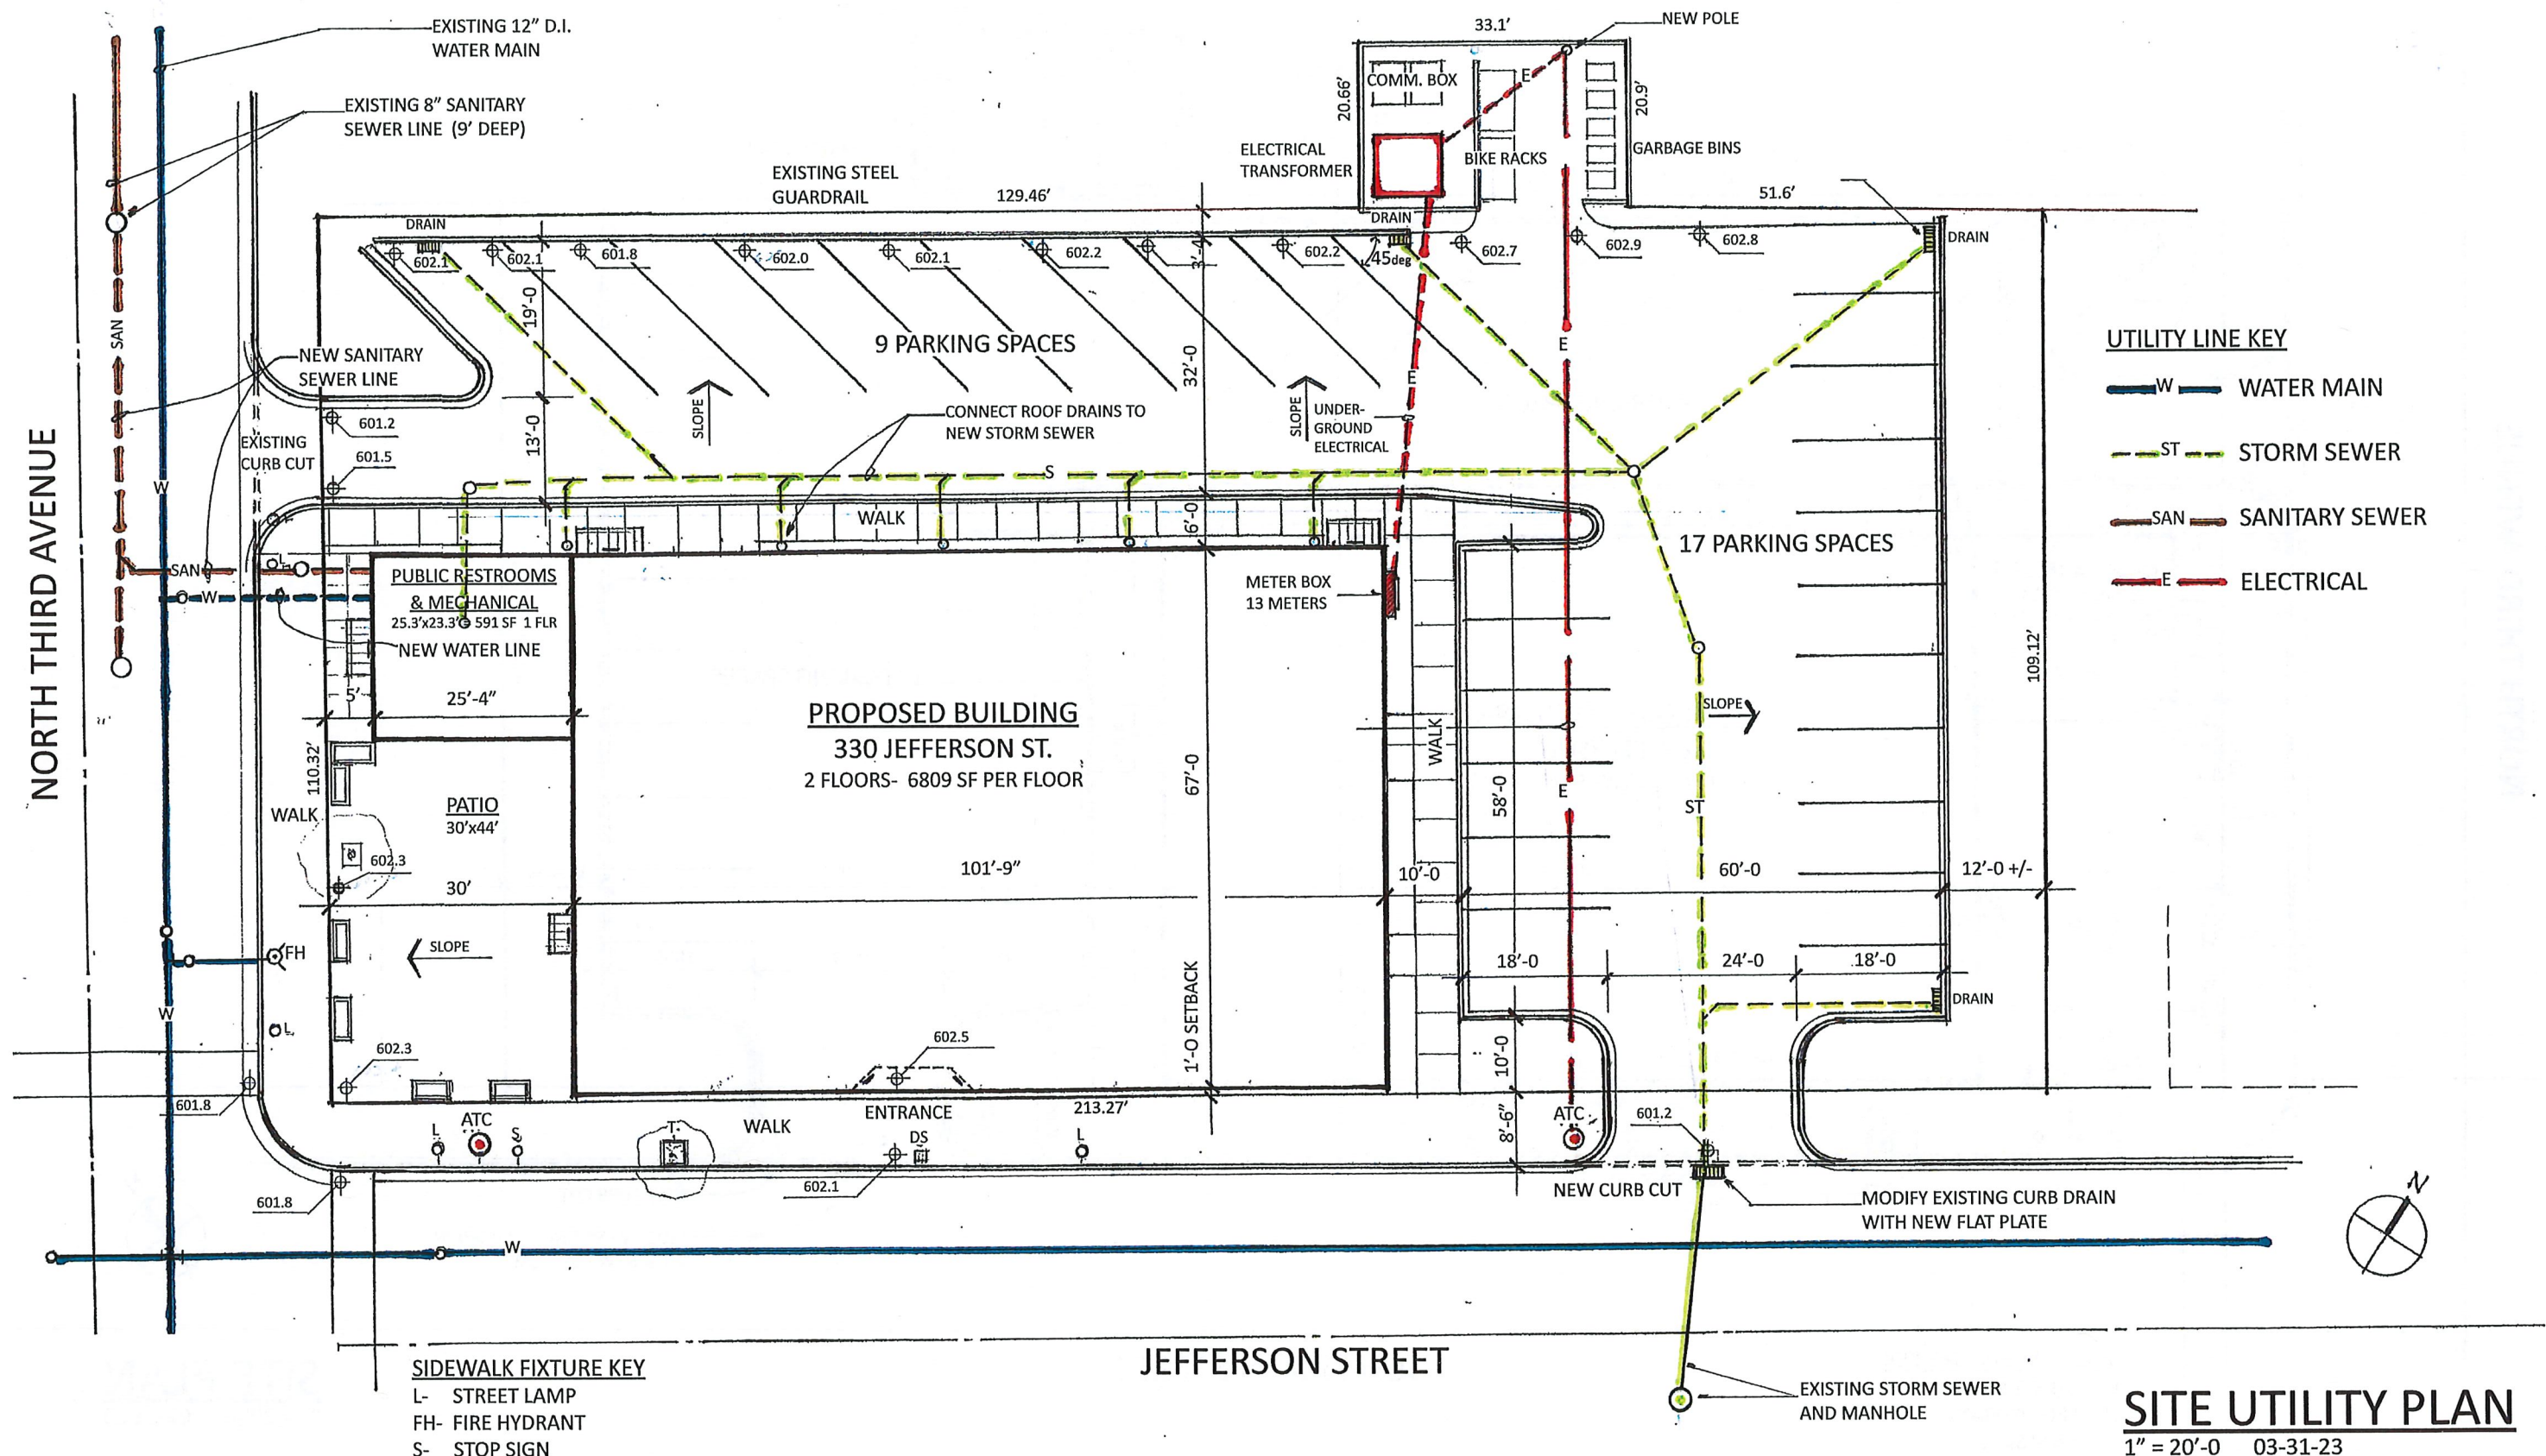 EXISTING 12” D.I.
WATER MAIN
EXISTING 8” SANITARY
SEWER LINE (9’ DEEP)
33.1’
NEW POLE
COMM. BOX
E
20.66’
20.9’
ELECTRICAL
TRANSFORMER
BIKE RACKS
GARBAGE BINS
EXISTING STEEL
GUARDRAIL
129.46’
51.6’
DRAIN
DRAIN
DRAIN
602.1
602.1
601.8
602.0
602.1
602.2
3’-4
602.2
45deg
602.7
602.9
602.8
SAN
19’-0
9 PARKING SPACES
32’-0
E
E
NEW SANITARY
SEWER LINE
SLOPE
SLOPE
UNDER-
GROUND
ELECTRICAL
CONNECT ROOF DRAINS TO
NEW STORM SEWER
601.2
13’-0
EXISTING
CURB CUT
601.5
S
W
WALK
6’-0
17 PARKING SPACES
UTILITY LINE KEY
W WATER MAIN
ST STORM SEWER
SAN SANITARY SEWER
E ELECTRICAL
NORTH THIRD AVENUE
SAN
L
W
PUBLIC RESTROOMS
& MECHANICAL
25.3’x23.3’= 591 SF 1 FLR
NEW WATER LINE
METER BOX
13 METERS
5’
25’-4”
PROPOSED BUILDING
330 JEFFERSON ST.
2 FLOORS- 6809 SF PER FLOOR
67’-0
WALK
SLOPE
109.12’
110.32’
WALK
PATIO
30’x44’
58’-0
E
ST
602.3
30’
101’-9”
10’-0
60’-0
12’-0 +/-
FH
SLOPE
18’-0
24’-0
18’-0
W
L
1’-O SETBACK
DRAIN
602.3
602.5
10’-0
601.8
ENTRANCE
213.27’
8’-6”
ATC
601.2
L
ATC
S
T
WALK
DS
L
601.8
602.1
NEW CURB CUT
MODIFY EXISTING CURB DRAIN
WITH NEW FLAT PLATE
N
W
JEFFERSON STREET
SIDEWALK FIXTURE KEY
L- STREET LAMP
FH- FIRE HYDRANT
S- STOP SIGN
EXISTING STORM SEWER
AND MANHOLE
SITE UTILITY PLAN
1” = 20’-0 03-31-23